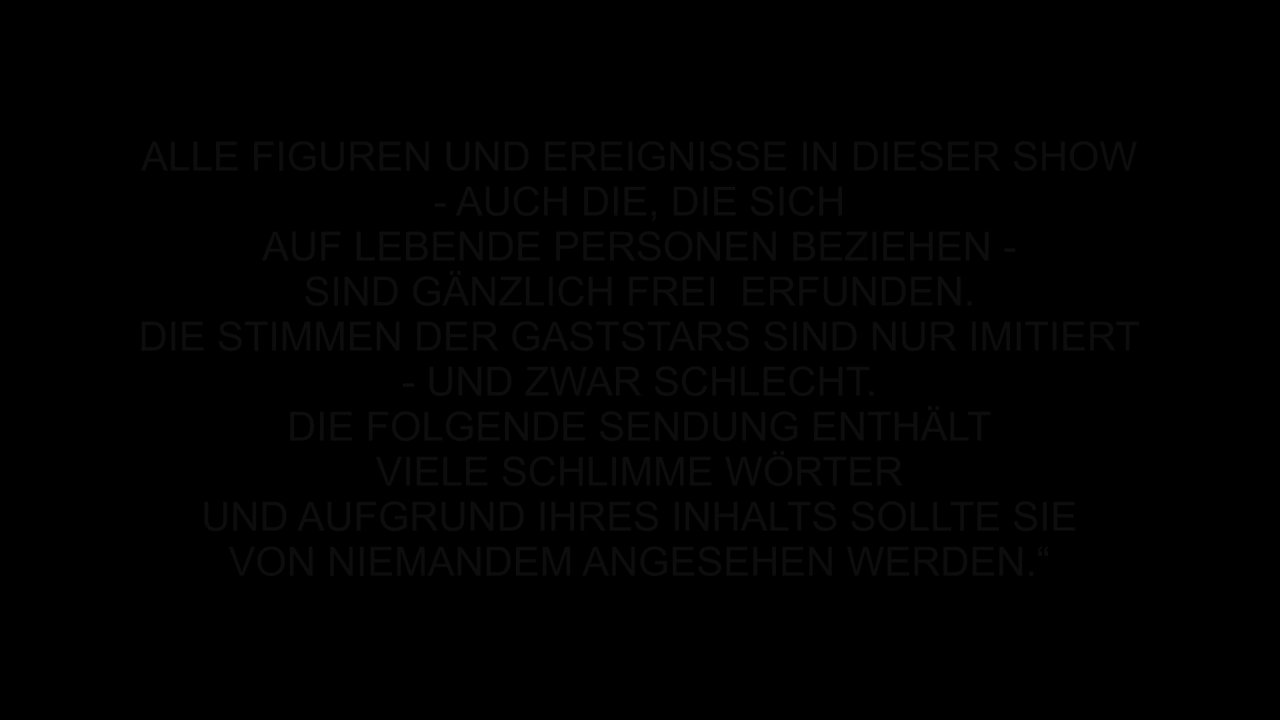 ALLE FIGUREN UND EREIGNISSE IN DIESER SHOW
- AUCH DIE, DIE SICH
AUF LEBENDE PERSONEN BEZIEHEN -
SIND GÄNZLICH FREI  ERFUNDEN.
DIE STIMMEN DER GASTSTARS SIND NUR IMITIERT
- UND ZWAR SCHLECHT.
DIE FOLGENDE SENDUNG ENTHÄLT
VIELE SCHLIMME WÖRTER
UND AUFGRUND IHRES INHALTS SOLLTE SIE
VON NIEMANDEM ANGESEHEN WERDEN.“